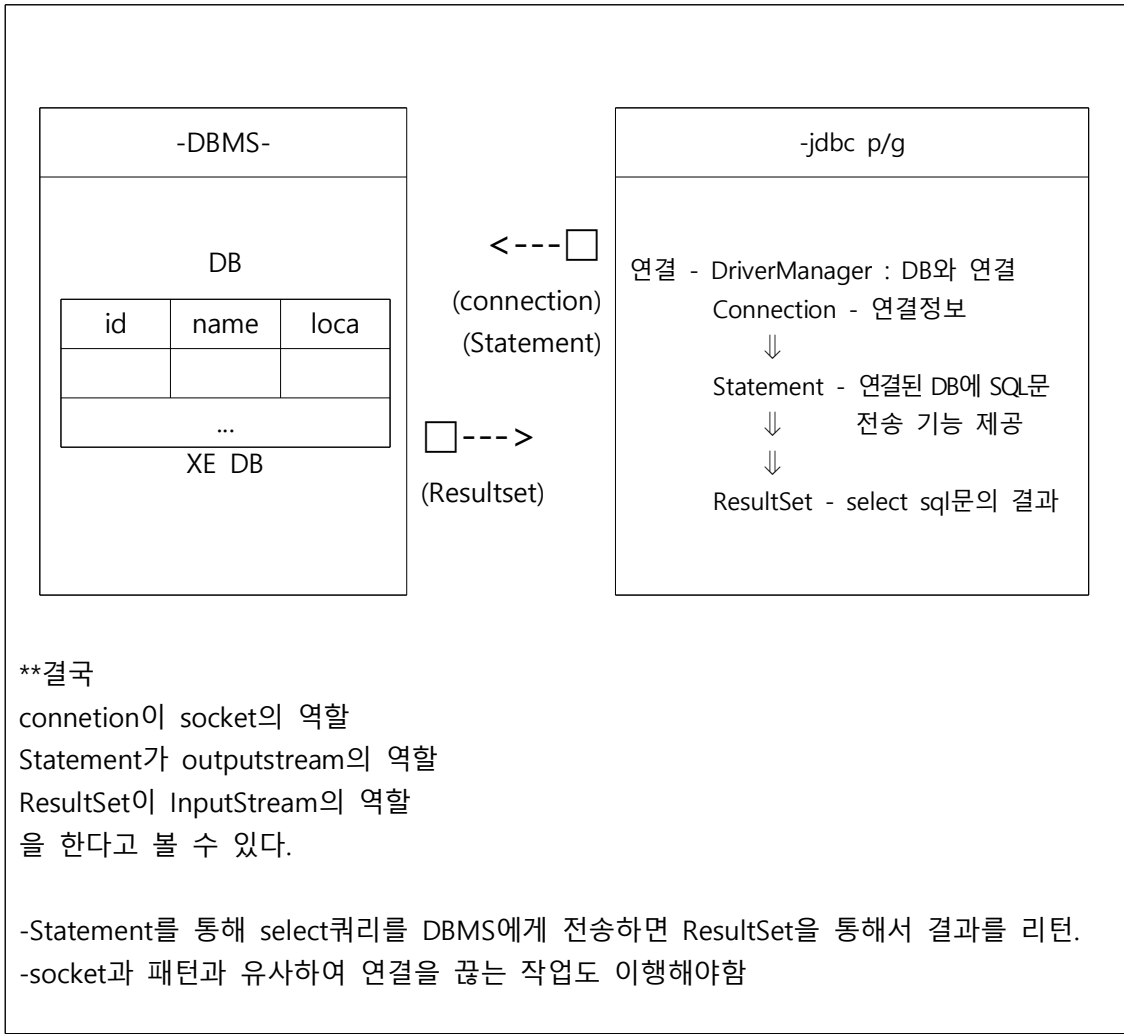 -DBMS-
DB
id name loca
...
XE DB
<---□
(connection)
(Statement)
□--->
(Resultset)
-jdbc p/g
연결 - DriverManager : DB와 연결
Connection - 연결정보
⇓
Statement - 연결된 DB에 SQL문
⇓ 전송 기능 제공
⇓
ResultSet - select sql문의 결과
**결국
connetion이 socket의 역할
Statement가 outputstream의 역할
ResultSet이 InputStream의 역할
을 한다고 볼 수 있다.
-Statement를 통해 select쿼리를 DBMS에게 전송하면 ResultSet을 통해서 결과를 리턴.
-socket과 패턴과 유사하여 연결을 끊는 작업도 이행해야함